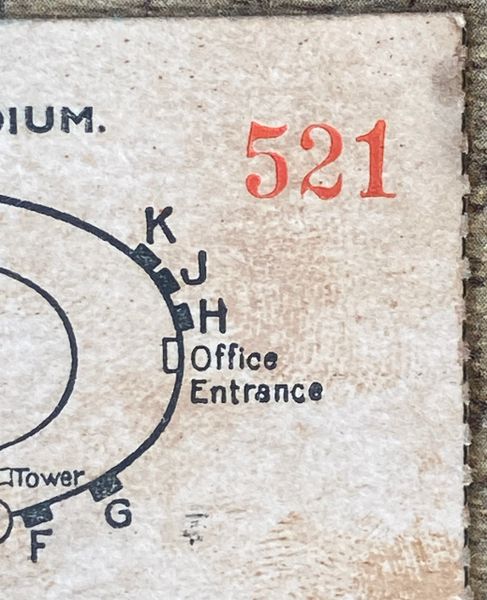 DIUM.
521
K
J
H
Office
Entrance
Tower
G
F